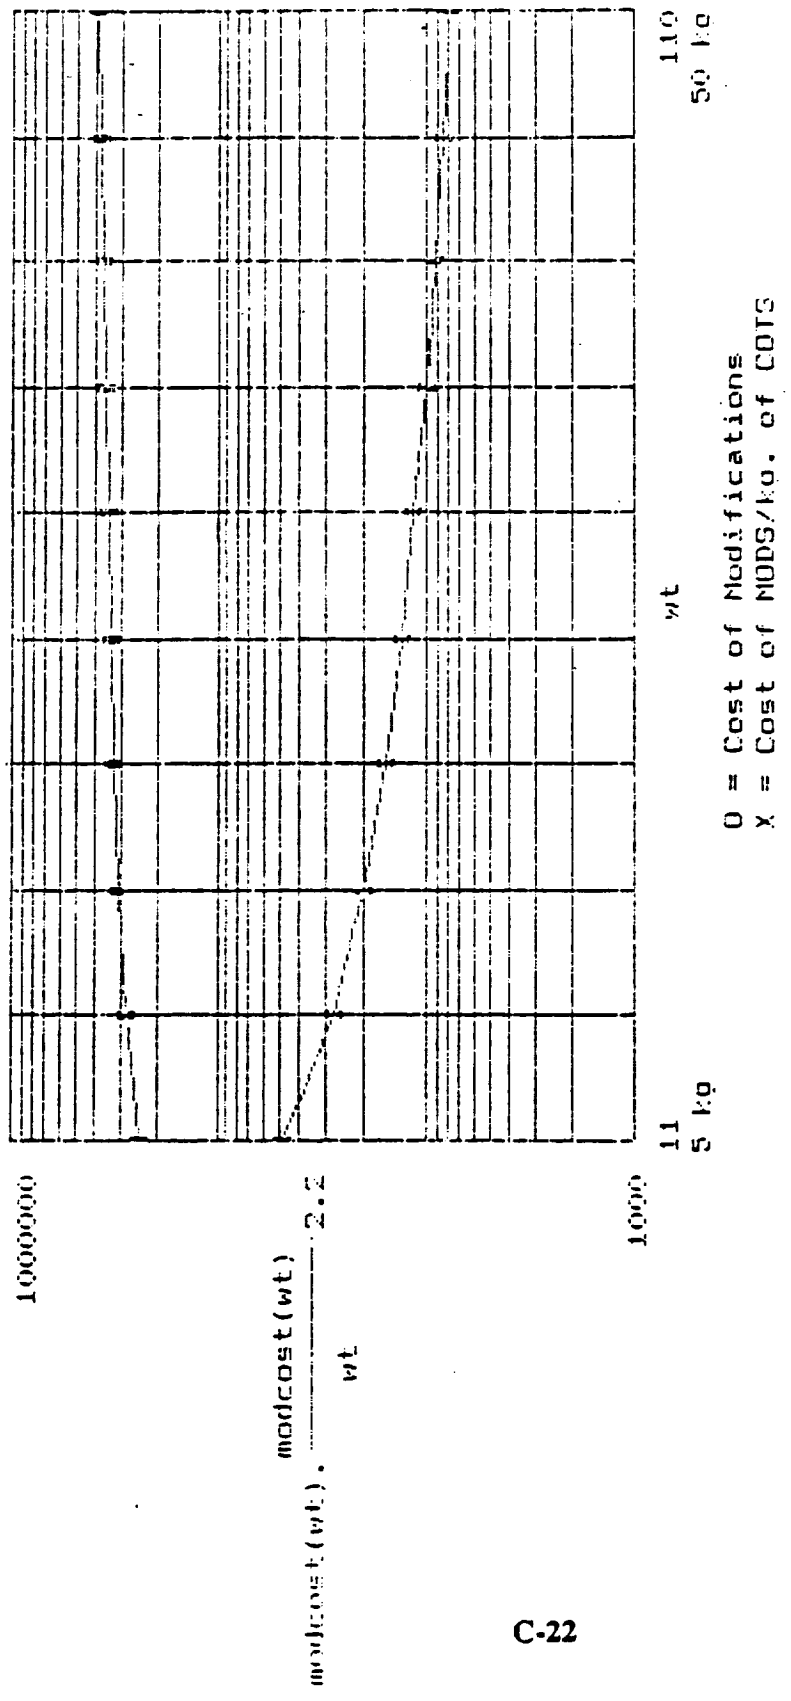 1000000
modcost(wt)
modcost(wt), 2.2
wt
1000
11 110
5 kg 50 kg
wt
O = Cost of Modifications
X = Cost of MODS/kg. of COTS
C-22